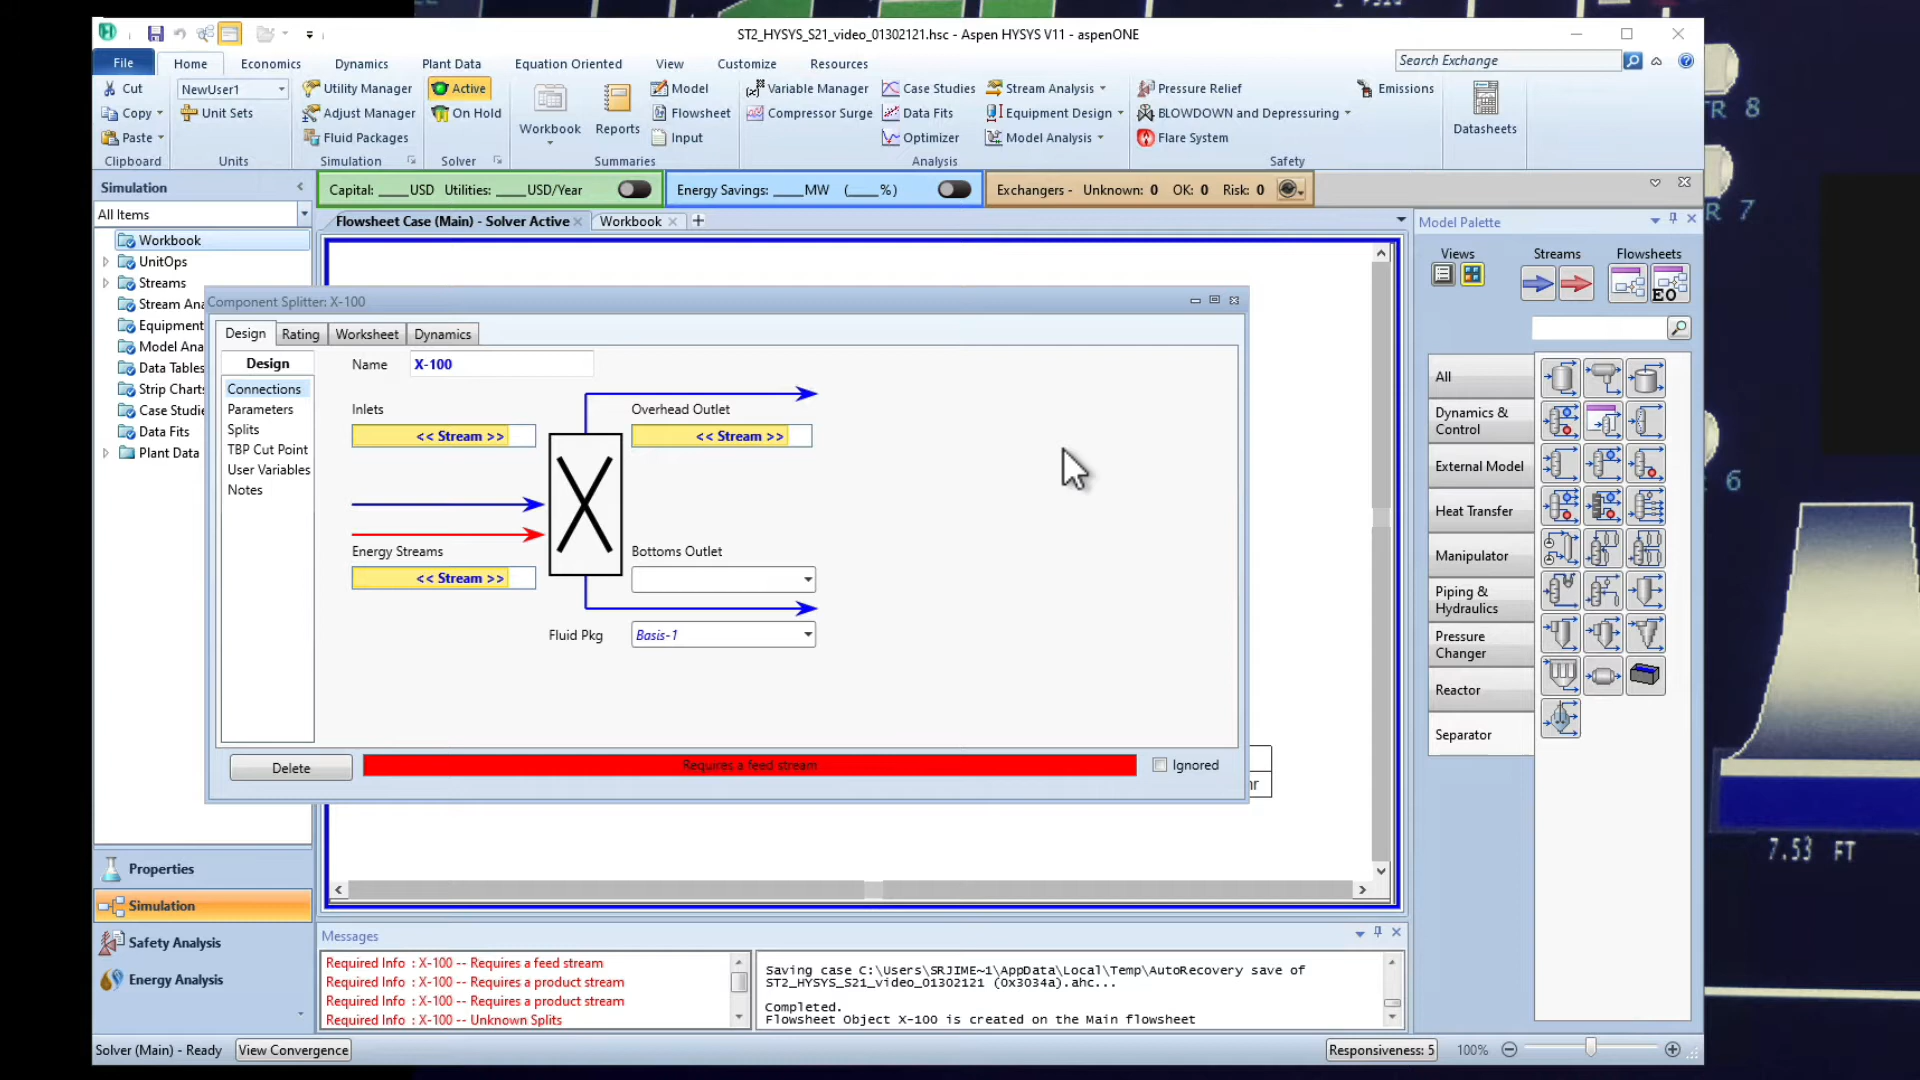 ST2_HYSYS_S21_video_01302121.hsc - Aspen HYSYS V11 - aspenONE
File
Home
Economics
Dynamics
Plant Data
Equation Oriented
View
Customize
Resources
Search Exchange
Cut
Copy
Paste
Clipboard
NewUser1
Unit Sets
Units
Utility Manager
Adjust Manager
Fluid Packages
Simulation
Active
On Hold
Solver
Workbook
Reports
Model
Flowsheet
Input
Summaries
Variable Manager
Compressor Surge
Case Studies
Data Fits
Optimizer
Stream Analysis
Equipment Design
Model Analysis
Analysis
Pressure Relief
BLOWDOWN and Depressuring
Flare System
Safety
Emissions
Datasheets
Simulation
All Items
Workbook
UnitOps
Streams
Stream Ana
Equipment
Model Ana
Data Tables
Strip Charts
Case Studie
Data Fits
Plant Data
Properties
Simulation
Safety Analysis
Energy Analysis
Capital: ____USD Utilities: ____USD/Year
Energy Savings: ____MW (____%)
Exchangers - Unknown: 0 OK: 0 Risk: 0
Flowsheet Case (Main) - Solver Active
Workbook
Component Splitter: X-100
Design
Rating
Worksheet
Dynamics
Design
Connections
Parameters
Splits
TBP Cut Point
User Variables
Notes
Name X-100
Inlets
<< Stream >>
Overhead Outlet
<< Stream >>
Energy Streams
<< Stream >>
Bottoms Outlet
Fluid Pkg Basis-1
Delete
Requires a feed stream
Ignored
Messages
Required Info : X-100 -- Requires a feed stream
Required Info : X-100 -- Requires a product stream
Required Info : X-100 -- Requires a product stream
Required Info : X-100 -- Unknown Splits
Saving case C:\Users\SRJIME~1\AppData\Local\Temp\AutoRecovery save of
ST2_HYSYS_S21_video_01302121 (0X3034a).ahc...
Completed.
Flowsheet Object X-100 is created on the Main flowsheet
Model Palette
Views
Streams
Flowsheets
EO
All
Dynamics &
Control
External Model
Heat Transfer
Manipulator
Piping &
Hydraulics
Pressure
Changer
Reactor
Separator
Solver (Main) - Ready
View Convergence
Responsiveness: 5
100%
TR 8
R 7
6
7.53 FT